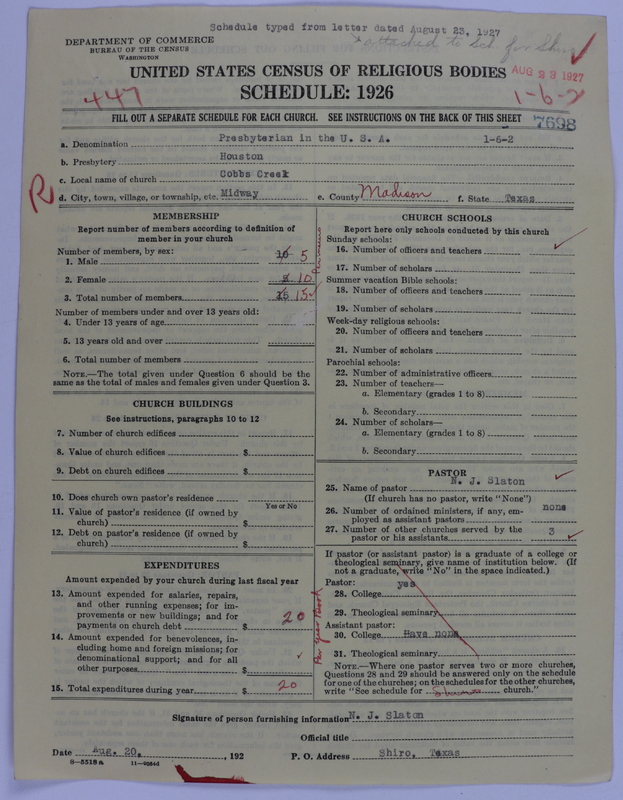 Schedule typed from letter dated August 23, 1927
attached to Sch. for Shiro
DEPARTMENT OF COMMERCE
BUREAU OF THE CENSUS
WASHINGTON
UNITED STATES CENSUS OF RELIGIOUS BODIES
AUG 23 1927
SCHEDULE: 1926
447
1-6-2
FILL OUT A SEPARATE SCHEDULE FOR EACH CHURCH. SEE INSTRUCTIONS ON THE BACK OF THIS SHEET
7698
a. Denomination Presbyterian in the U. S. A. 1-6-2
b. Presbytery Houston
c. Local name of church Cobbs Creek
R
d. City, town, village, or township, etc. Midway e. County Madison f. State Texas
MEMBERSHIP
Report number of members according to definition of member in your church
Number of members, by sex:
1. Male 10 5
2. Female 5 10
3. Total number of members 15 15
Number of members under and over 13 years old:
4. Under 13 years of age
5. 13 years old and over
6. Total number of members
NOTE.—The total given under Question 6 should be the
same as the total of males and females given under Question 3.
CHURCH BUILDINGS
See instructions, paragraphs 10 to 12
7. Number of church edifices
8. Value of church edifices $
9. Debt on church edifices $
10. Does church own pastor's residence
Yes or No
11. Value of pastor's residence (if owned by
church) $
12. Debt on pastor's residence (if owned by
church) $
EXPENDITURES
Amount expended by your church during last fiscal year
13. Amount expended for salaries, repairs,
and other running expenses; for im-
provements or new buildings; and for
payments on church debt $ 20
14. Amount expended for benevolences, in-
cluding home and foreign missions; for
denominational support; and for all
other purposes $
15. Total expenditures during year $ 20
Per Year Book
CHURCH SCHOOLS
Report here only schools conducted by this church
Sunday schools:
16. Number of officers and teachers
17. Number of scholars
Summer vacation Bible schools:
18. Number of officers and teachers
19. Number of scholars
Week-day religious schools:
20. Number of officers and teachers
21. Number of scholars
Parochial schools:
22. Number of administrative officers
23. Number of teachers—
a. Elementary (grades 1 to 8)
b. Secondary
24. Number of scholars—
a. Elementary (grades 1 to 8)
b. Secondary
PASTOR
25. Name of pastor N. J. Slaton
(If church has no pastor, write "None")
26. Number of ordained ministers, if any, em-
ployed as assistant pastors none
27. Number of other churches served by the
pastor or his assistants 3
If pastor (or assistant pastor) is a graduate of a college or
theological seminary, give name of institution below. (If
not a graduate, write "No" in the space indicated.)
Pastor: yes
28. College
29. Theological seminary
Assistant pastor:
30. College Have none
31. Theological seminary
NOTE.—Where one pastor serves two or more churches,
Questions 28 and 29 should be answered only on the schedule
for one of the churches; on the schedules for the other churches,
write "See schedule for Shiro church."
Signature of person furnishing information N. J. Slaton
Official title
Date Aug. 20, , 192 P. O. Address Shiro, Texas
8-5518 a